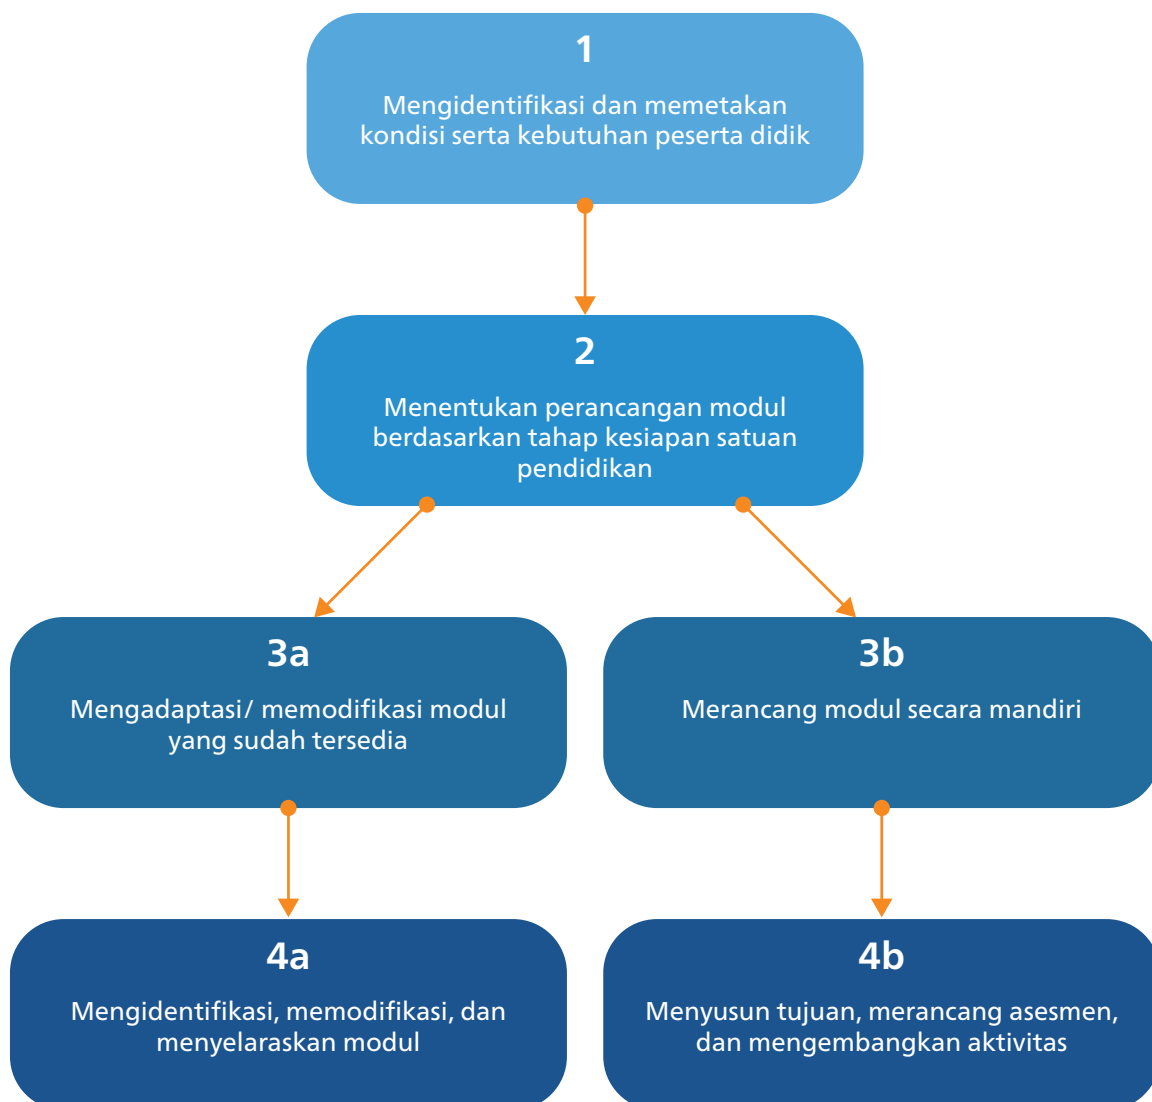 1
Mengidentifikasi dan memetakan
kondisi serta kebutuhan peserta didik
2
Menentukan perancangan modul
berdasarkan tahap kesiapan satuan
pendidikan
3a
Mengadaptasi/ memodifikasi modul
yang sudah tersedia
3b
Merancang modul secara mandiri
4a
Mengidentifikasi, memodifikasi, dan
menyelaraskan modul
4b
Menyusun tujuan, merancang asesmen,
dan mengembangkan aktivitas